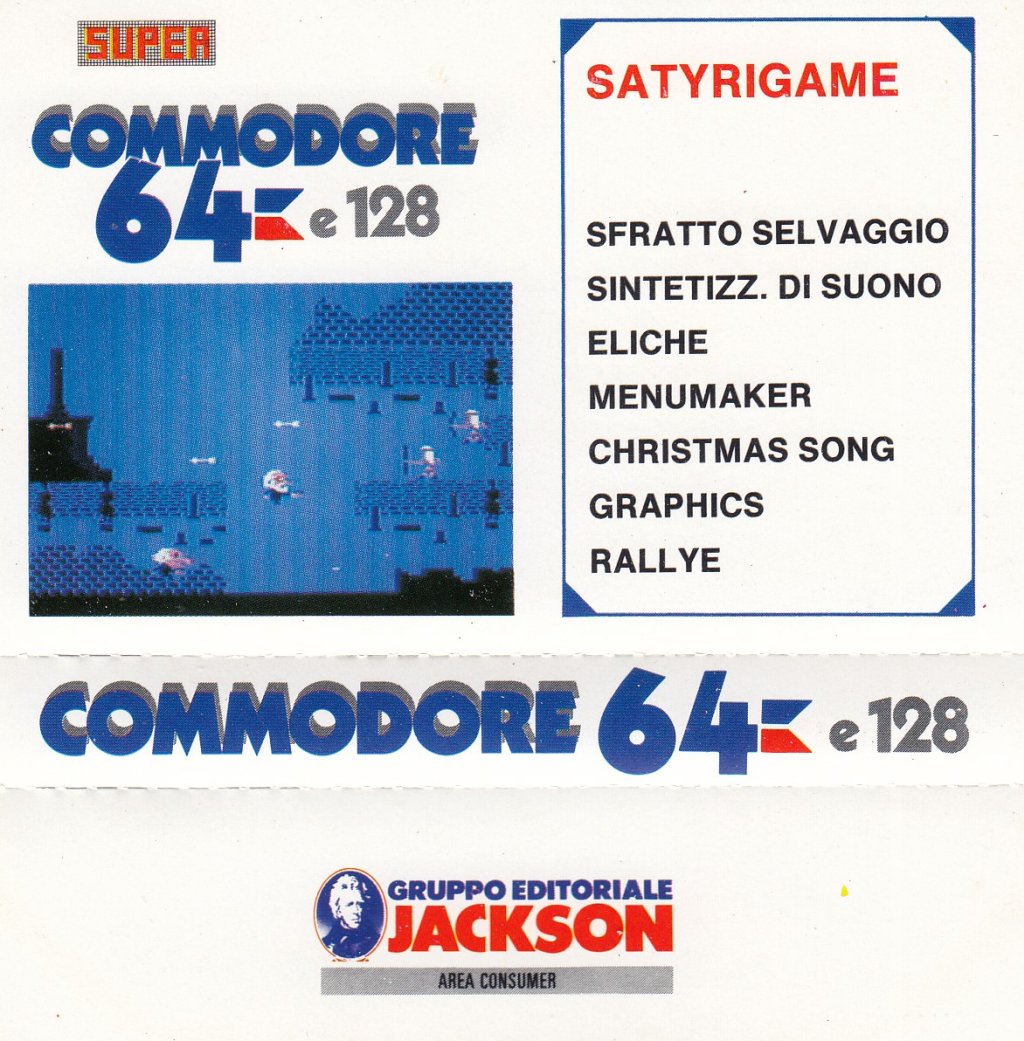 SUPER
COMMODORE
64 e 128
SATYRIGAME
SFRATTO SELVAGGIO
SINTETIZZ. DI SUONO
ELICHE
MENUMAKER
CHRISTMAS SONG
GRAPHICS
RALLYE
COMMODORE 64 e 128
GRUPPO EDITORIALE
JACKSON
AREA CONSUMER